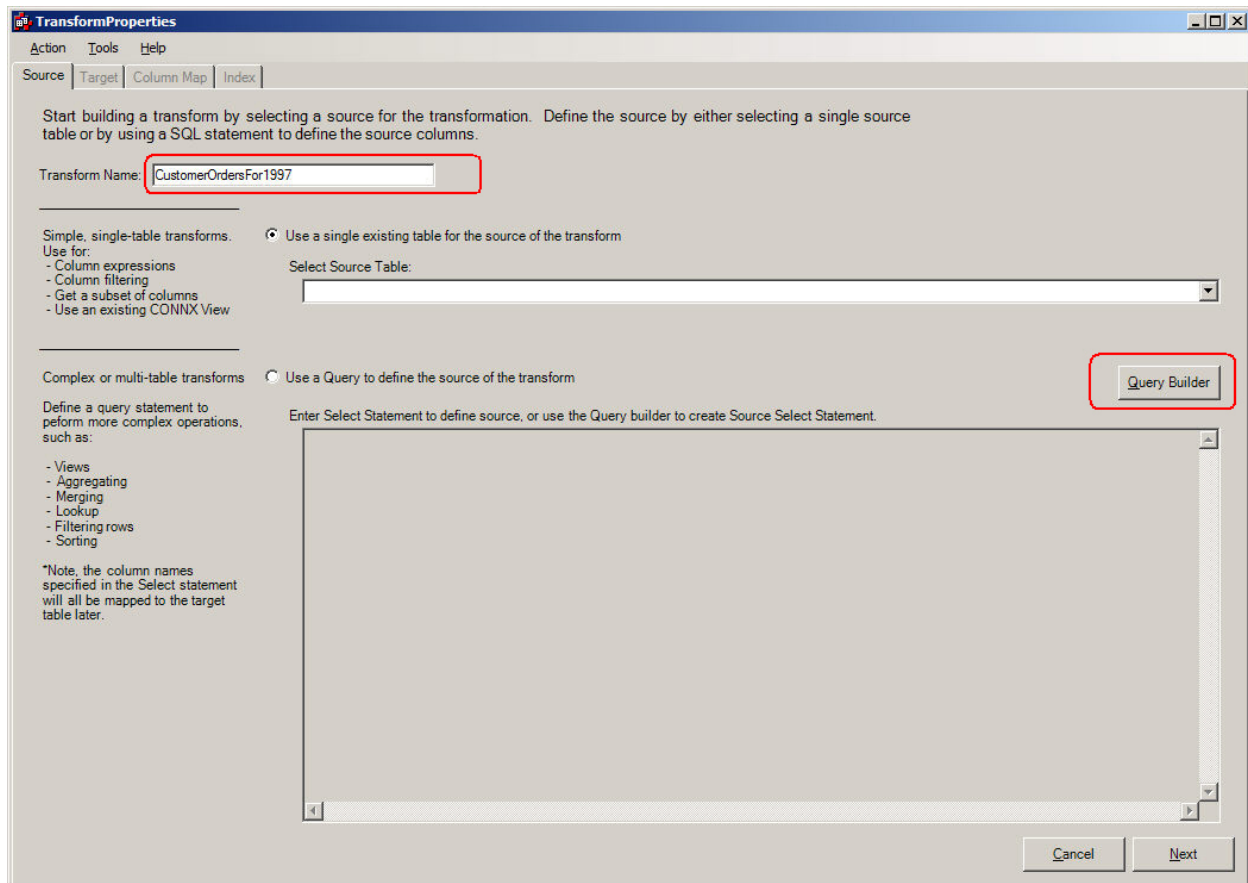 TransformProperties
Action Tools Help
Source Target Column Map Index
Start building a transform by selecting a source for the transformation. Define the source by either selecting a single source
table or by using a SQL statement to define the source columns.
Transform Name: CustomerOrdersFor1997
Simple, single-table transforms.
Use for:
- Column expressions
- Column filtering
- Get a subset of columns
- Use an existing CONNX View
Use a single existing table for the source of the transform
Select Source Table:
Complex or multi-table transforms
Define a query statement to
peform more complex operations,
such as:
- Views
- Aggregating
- Merging
- Lookup
- Filtering rows
- Sorting
*Note, the column names
specified in the Select statement
will all be mapped to the target
table later.
Use a Query to define the source of the transform
Query Builder
Enter Select Statement to define source, or use the Query builder to create Source Select Statement.
Cancel Next